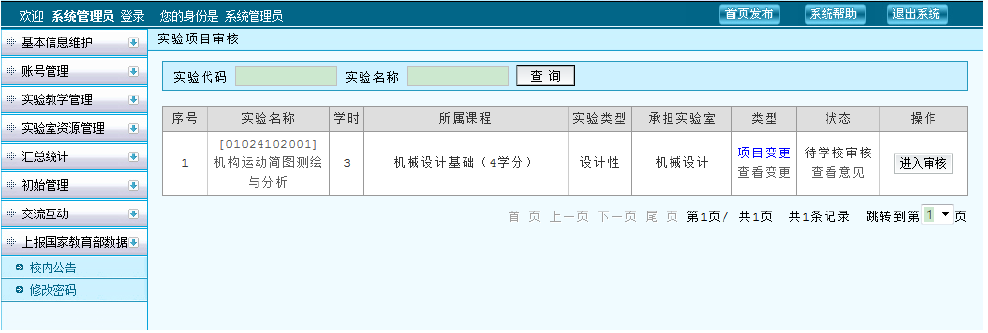 欢迎 系统管理员 登录 您的身份是 系统管理员 首页发布 系统帮助 退出系统
基本信息维护
账号管理
实验教学管理
实验室资源管理
汇总统计
初始管理
交流互动
上报国家教育部数据
校内公告
修改密码
实验项目审核
实验代码 实验名称 查 询
序号 实验名称 学时 所属课程 实验类型 承担实验室 类型 状态 操作
1 [01024102001] 3 机械设计基础（4学分） 设计性 机械设计 项目变更 待学校审核 进入审核
机构运动简图测绘 查看变更 查看意见
与分析
首 页 上一页 下一页 尾 页 第1页/ 共1页 共1条记录 跳转到第 1 页